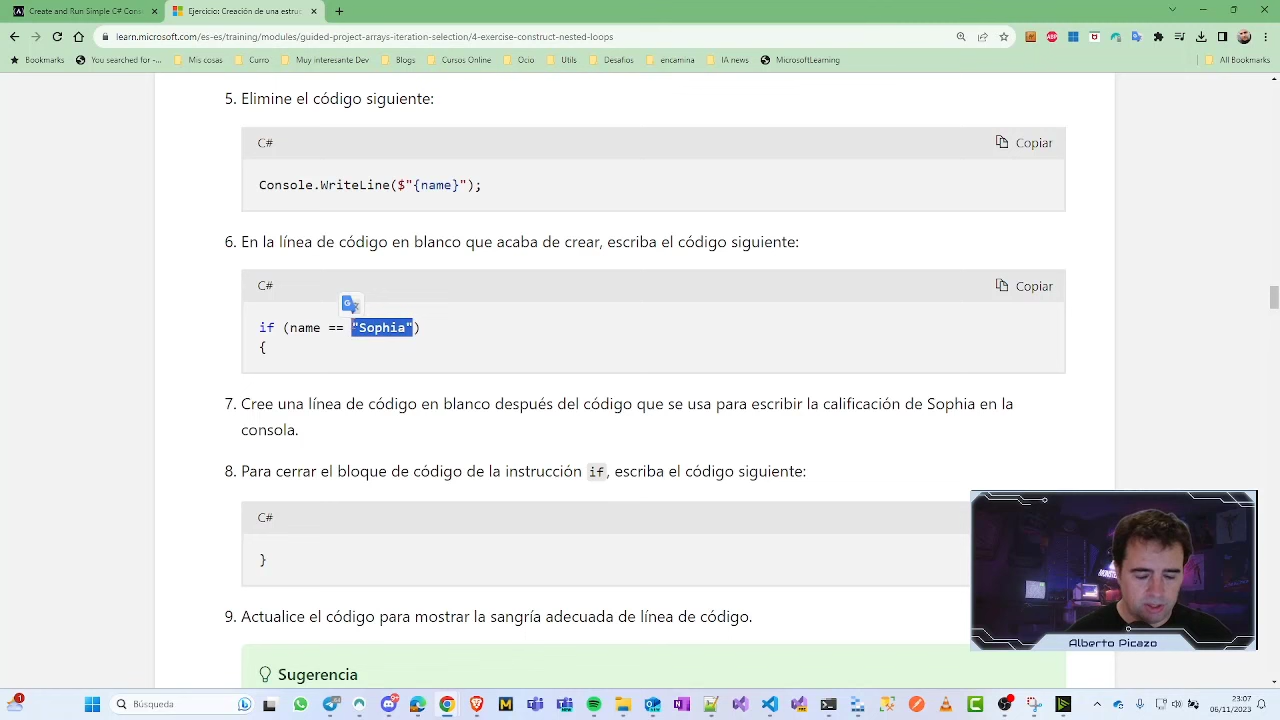 Create and Run Simple C# Conso
Ejercicio: Creación de una estruc
learn.microsoft.com/es-es/training/modules/guided-project-arrays-iteration-selection/4-exercise-construct-nested-loops
Bookmarks
You searched for -...
Mis cosas
Curro
Muy interesante Dev
Blogs
Cursos Online
Ocio
Utils
Desafios
encamina
IA news
MicrosoftLearning
All Bookmarks
5. Elimine el código siguiente:
C#
Copiar
Console.WriteLine($"{name}");
6. En la línea de código en blanco que acaba de crear, escriba el código siguiente:
C#
Copiar
if (name == "Sophia")
{
7. Cree una línea de código en blanco después del código que se usa para escribir la calificación de Sophia en la
consola.
8. Para cerrar el bloque de código de la instrucción if, escriba el código siguiente:
C#
}
9. Actualice el código para mostrar la sangría adecuada de línea de código.
Sugerencia
Alberto Picazo
Búsqueda
23:07
06/11/2023